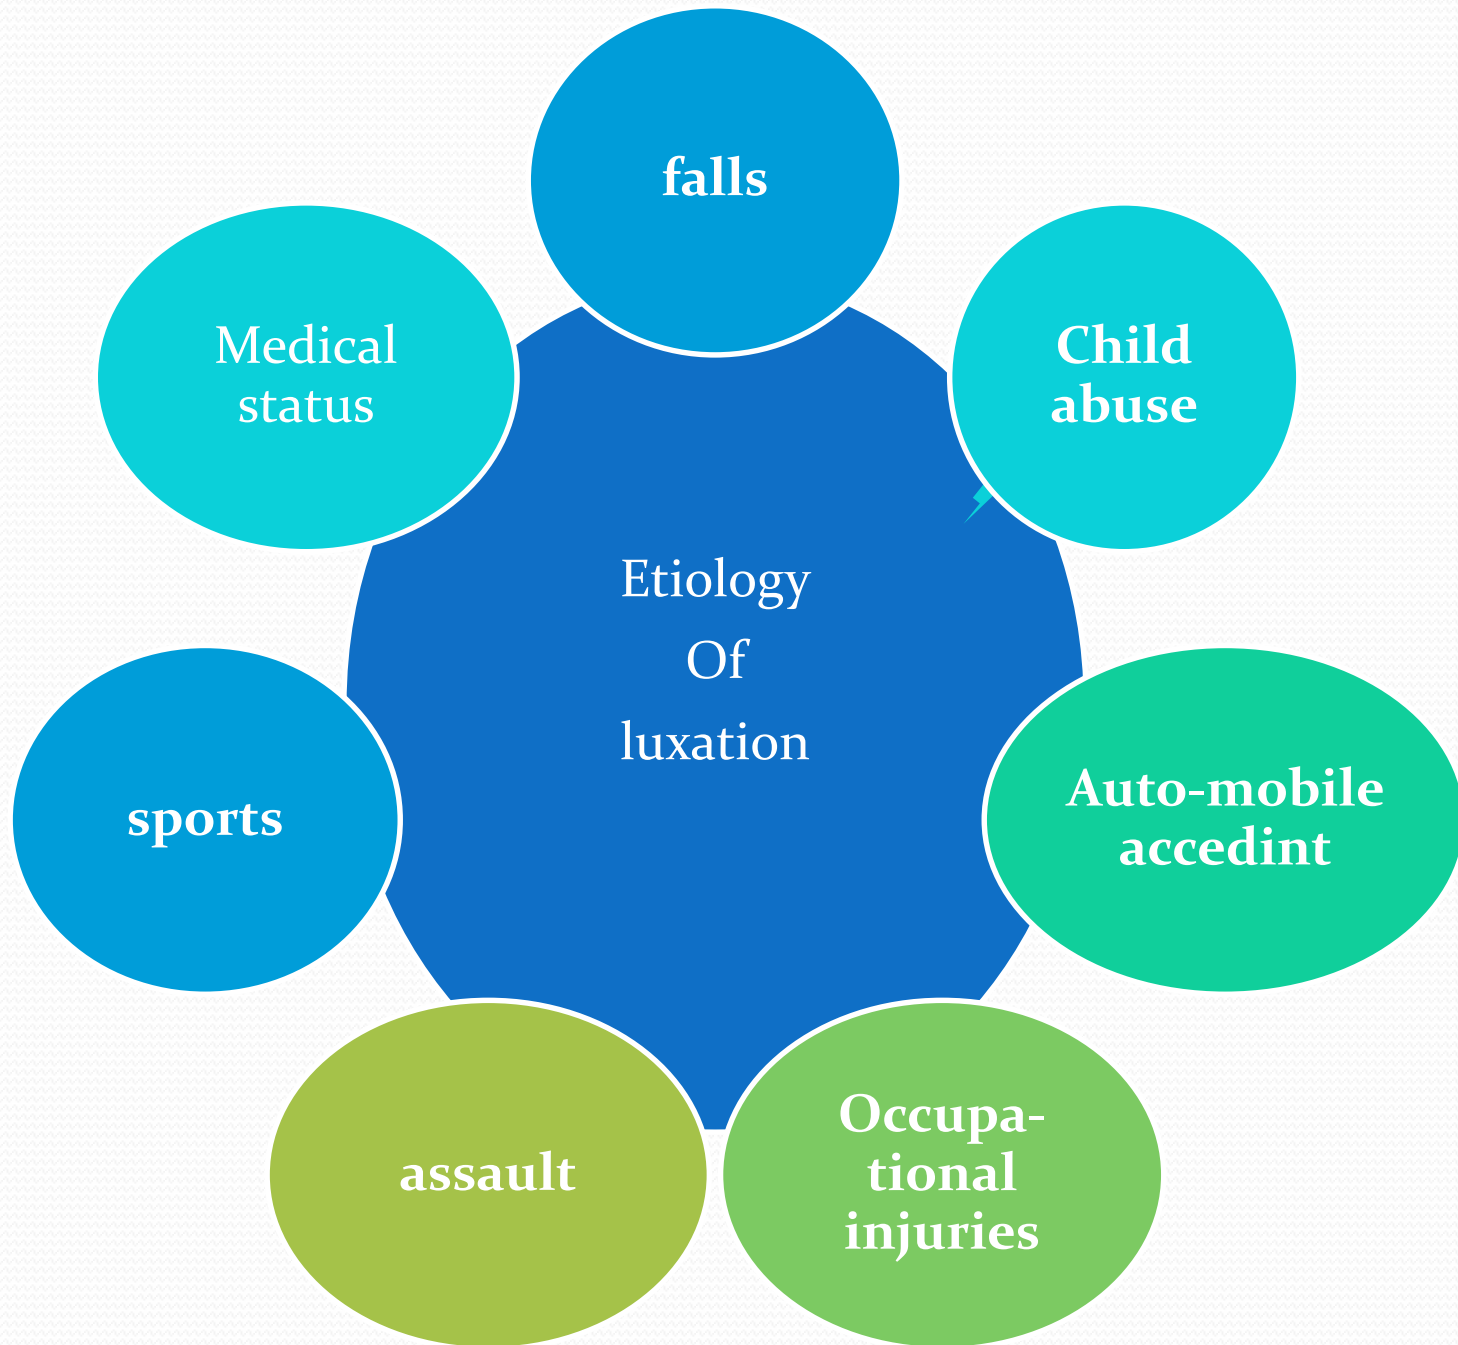 falls
Medical
status
Child
abuse
Etiology
Of
luxation
sports
Auto-mobile
accedint
assault
Occupa-
tional
injuries